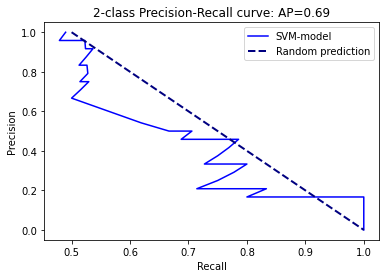 2-class Precision-Recall curve: AP=0.69
SVM-model
Random prediction
Precision
1.0
0.8
0.6
0.4
0.2
0.0
0.5 0.6 0.7 0.8 0.9 1.0
Recall